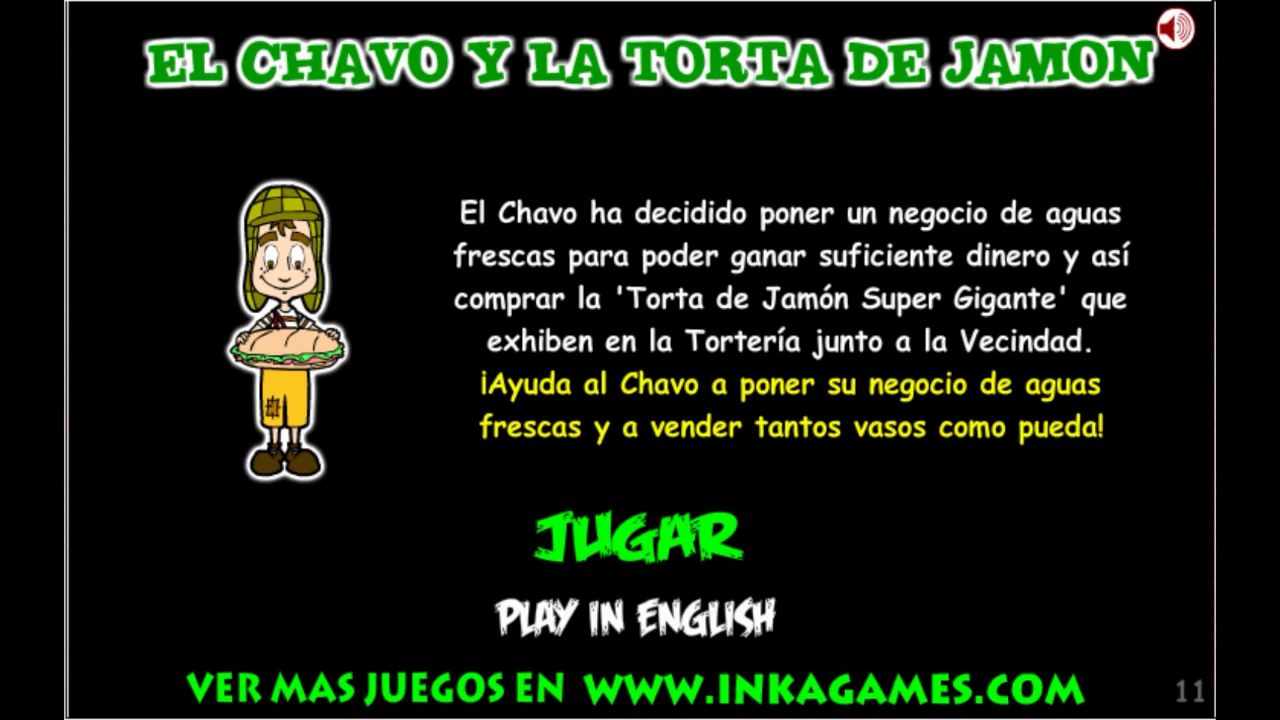 EL CHAVO Y LA TORTA DE JAMON
El Chavo ha decidido poner un negocio de aguas
frescas para poder ganar suficiente dinero y así
comprar la 'Torta de Jamón Super Gigante' que
exhiben en la Tortería junto a la Vecindad.
¡Ayuda al Chavo a poner su negocio de aguas
frescas y a vender tantos vasos como pueda!
JUGAR
PLAY IN ENGLISH
VER MAS JUEGOS EN WWW.INKAGAMES.COM
11